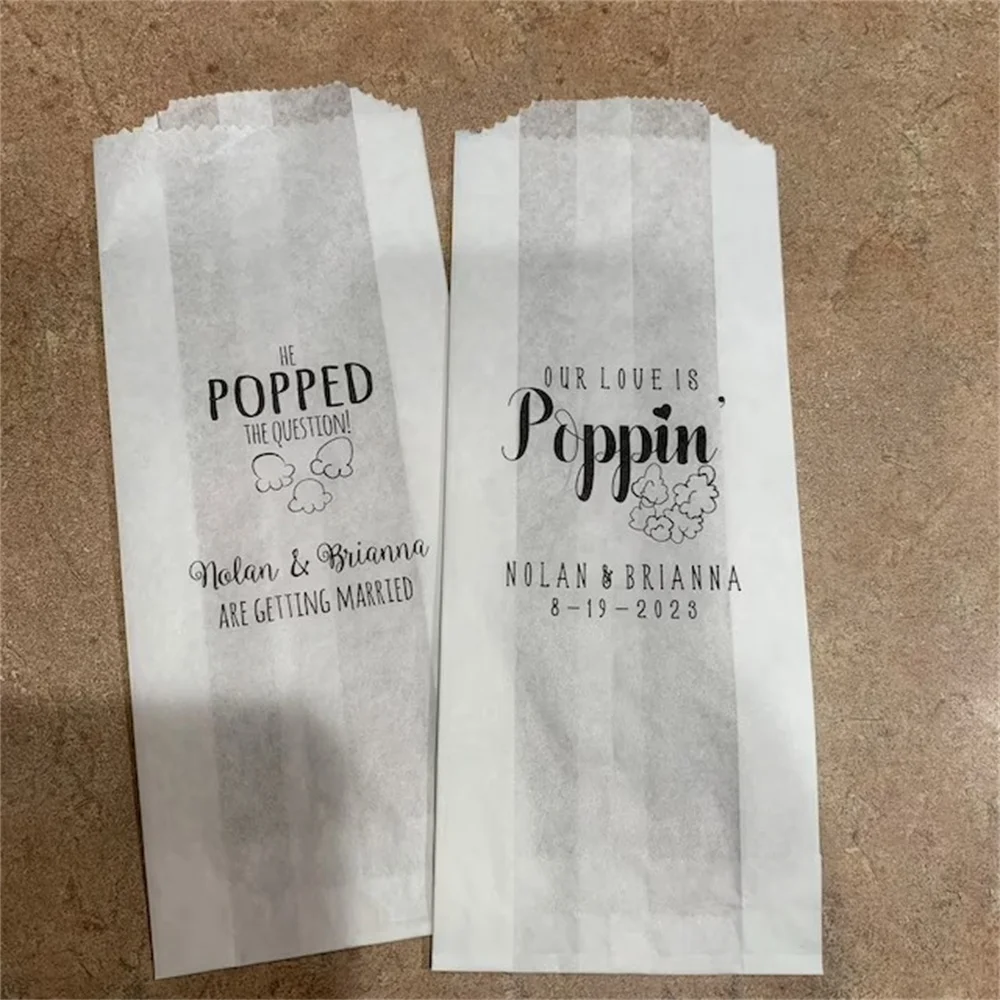 HE
POPPED
THE QUESTION!
Nolan & Brianna
ARE GETTING MARRIED
OUR LOVE IS
Poppin'
NOLAN & BRIANNA
8-19-2023